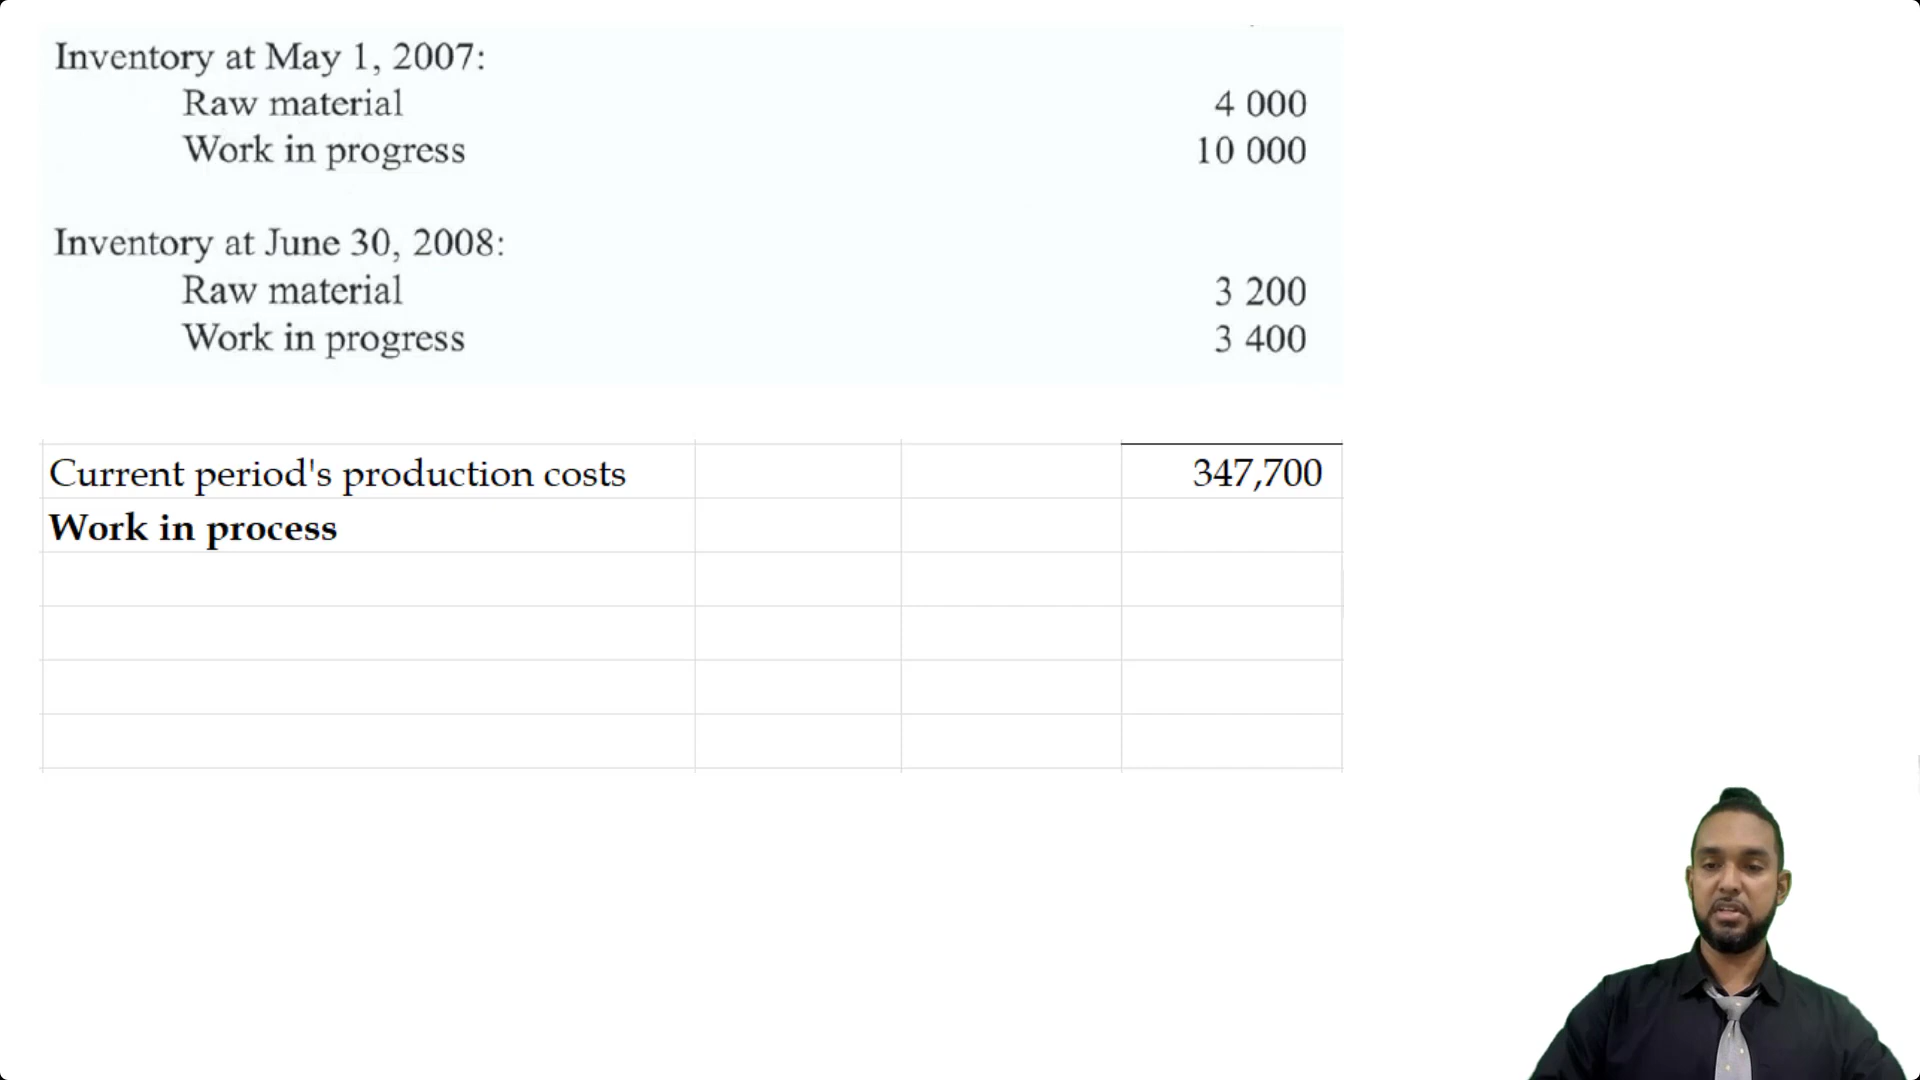 Inventory at May 1, 2007:
Raw material 4 000
Work in progress 10 000
Inventory at June 30, 2008:
Raw material 3 200
Work in progress 3 400
Current period's production costs 347,700
Work in process